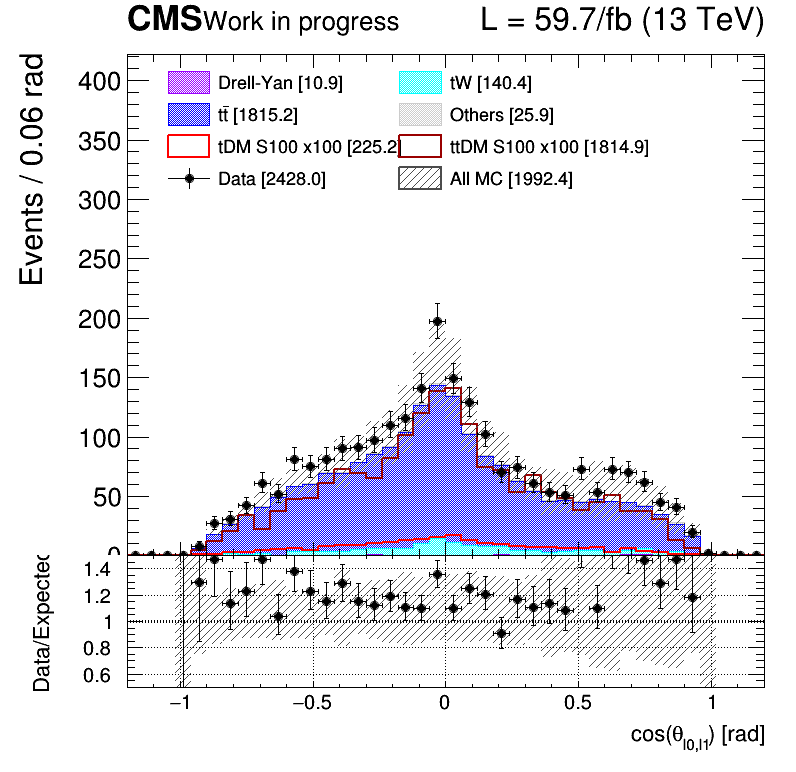 CMS Work in progress L = 59.7/fb (13 TeV)
Events / 0.06 rad
400
350
300
250
200
150
100
50
0
Drell-Yan [10.9]
tW [140.4]
tt̄ [1815.2]
Others [25.9]
tDM S100 x100 [225.2]
ttDM S100 x100 [1814.9]
Data [2428.0]
All MC [1992.4]
Data/Expected
1.4
1.2
1
0.8
0.6
−1 −0.5 0 0.5 1
cos(θl0,l1) [rad]